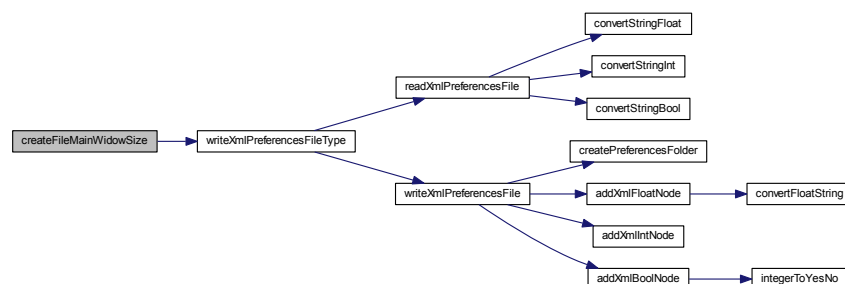 convertStringFloat
convertStringInt
readXmlPreferencesFile
convertStringBool
createFileMainWidowSize
writeXmlPreferencesFileType
createPreferencesFolder
writeXmlPreferencesFile
addXmlFloatNode
convertFloatString
addXmlIntNode
addXmlBoolNode
integerToYesNo